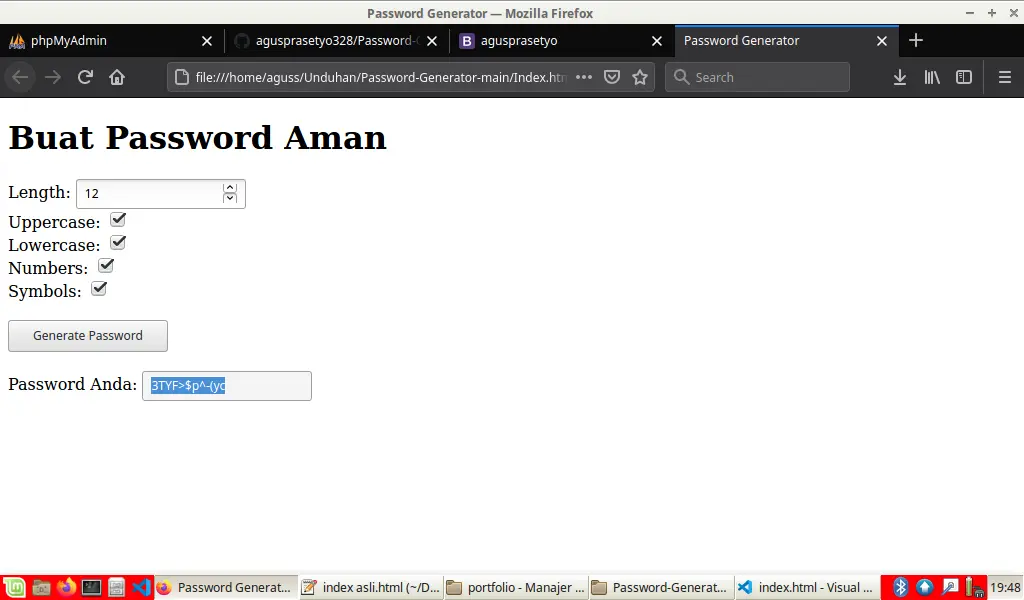 Password Generator — Mozilla Firefox
phpMyAdmin
agusprasetyo328/Password-G
B agusprasetyo
Password Generator
file:///home/aguss/Unduhan/Password-Generator-main/Index.htm
Search
Buat Password Aman
Length: 12
Uppercase:
Lowercase:
Numbers:
Symbols:
Generate Password
Password Anda: 3TYF>$p^-(yc
Password Generat...
index asli.html (~/D...
portfolio - Manajer ...
Password-Generat...
index.html - Visual ...
19:48